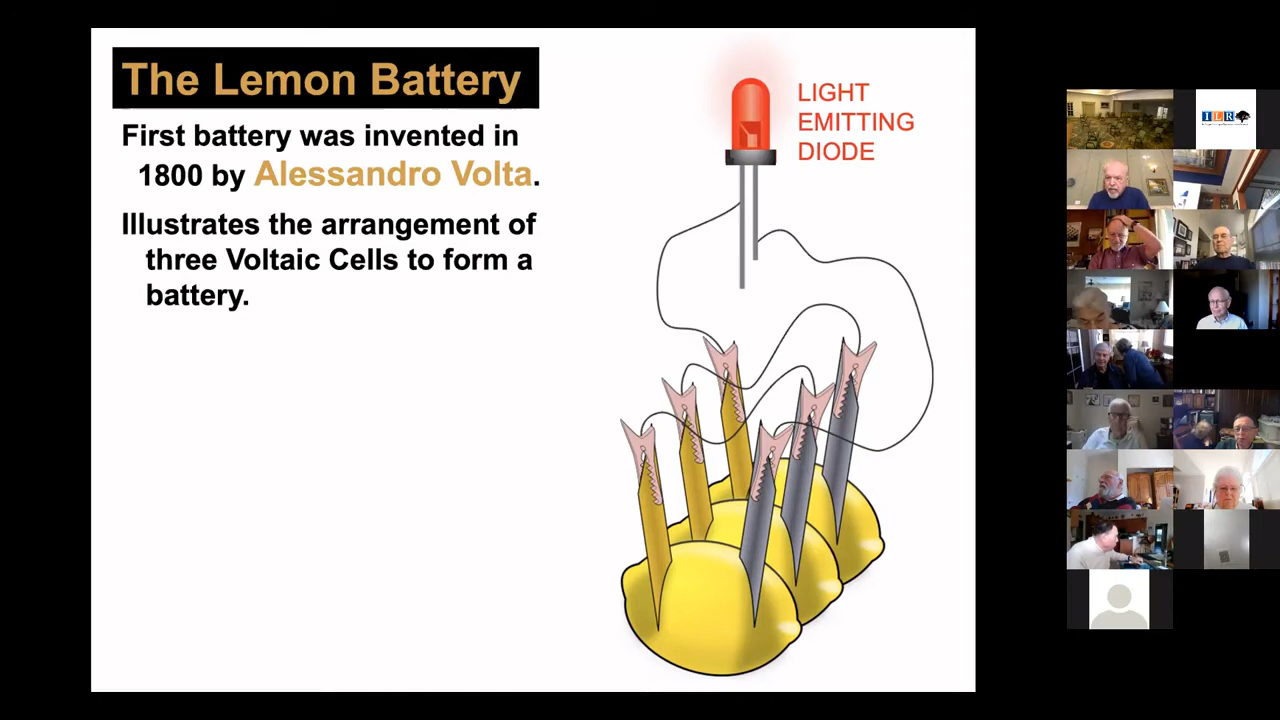 The Lemon Battery
First battery was invented in
1800 by Alessandro Volta.
Illustrates the arrangement of
three Voltaic Cells to form a
battery.
LIGHT
EMITTING
DIODE
ILR